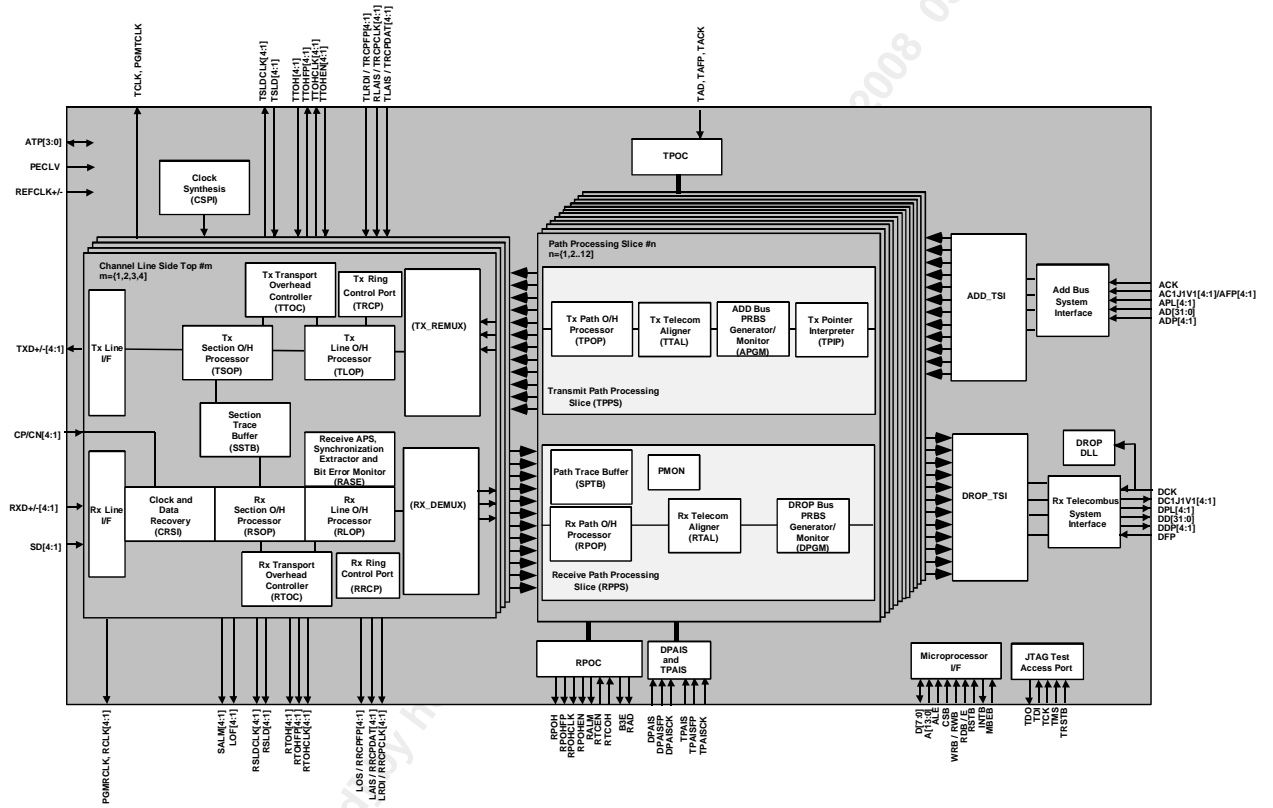 TCLK, PGMTCLK
TSLDCLK[4:1]
TSLD[4:1]
TTOH[4:1]
TTOHFP[4:1]
TTOHCLK[4:1]
TTOHEN[4:1]
TLRDI / TRCPFP[4:1]
RLAIS / TRCPCLK[4:1]
TLAIS / TRCPDAT[4:1]
TAD, TAFP, TACK
2008
ATP[3:0]
PECLV
REFCLK+/-
Clock
Synthesis
(CSPI)
TPOC
Channel Line Side Top #m
m={1,2,3,4]
Tx Transport
Overhead
Controller
(TTOC)
Tx Ring
Control Port
(TRCP)
(TX_REMUX)
Tx Line
I/F
Tx
Section O/H
Processor
(TSOP)
Tx
Line O/H
Processor
(TLOP)
TXD+/-[4:1]
Section
Trace
Buffer
(SSTB)
Receive APS,
Synchronization
Extractor and
Bit Error Monitor
(RASE)
CP/CN[4:1]
RXD+/-[4:1]
SD[4:1]
Rx Line
I/F
Clock and
Data
Recovery
(CRSI)
Rx
Section O/H
Processor
(RSOP)
Rx
Line O/H
Processor
(RLOP)
(RX_DEMUX)
Rx Transport
Overhead
Controller
(RTOC)
Rx Ring
Control Port
(RRCP)
Path Processing Slice #n
n={1,2..12]
Tx Path O/H
Processor
(TPOP)
Tx Telecom
Aligner
(TTAL)
ADD Bus
PRBS
Generator/
Monitor
(APGM)
Tx Pointer
Interpreter
(TPIP)
Transmit Path Processing
Slice (TPPS)
Path Trace Buffer
(SPTB)
PMON
Rx Path O/H
Processor
(RPOP)
Rx Telecom
Aligner
(RTAL)
DROP Bus
PRBS
Generator/
Monitor
(DPGM)
Receive Path Processing
Slice (RPPS)
ADD_TSI
Add Bus
System
Interface
ACK
AC1J1V1[4:1]/AFP[4:1]
APL[4:1]
AD[31:0]
ADP[4:1]
DROP_TSI
DROP
DLL
Rx Telecombus
System
Interface
DCK
DC1J1V1[4:1]
DPL[4:1]
DD[31:0]
DDP[4:1]
DFP
RPOC
DPAIS
and
TPAIS
Microprocessor
I/F
JTAG Test
Access Port
PGMRCLK, RCLK[4:1]
SALM[4:1]
LOF[4:1]
RSLDCLK[4:1]
RSLD[4:1]
RTOH[4:1]
RTOHFP[4:1]
RTOHCLK[4:1]
LOS / RRCPFP[4:1]
LAIS / RRCPDAT[4:1]
LRDI / RRCPCLK[4:1]
RPOH
RPOHFP
RPOHCLK
RPOHEN
RALM
RTCEN
RTCOH
B3E
RAD
DPAIS
DPAISFP
DPAISCK
TPAIS
TPAISFP
TPAISCK
D[7:0]
A[13:0]
ALE
CSB
WRB / RWB
RDB / E
RSTB
INTB
MBEB
TDO
TDI
TCK
TMS
TRSTB